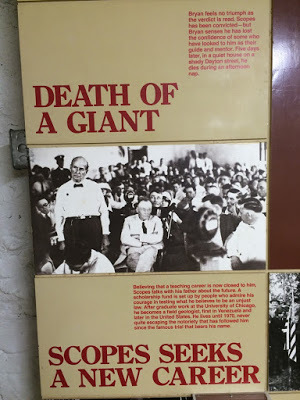 Bryan feels no triumph as
the verdict is read. Scopes
has been convicted—but
Bryan senses he has lost
the confidence of some who
have looked to him as their
guide and mentor. Five days
later, in a quiet house on a
shady Dayton street, he
dies during an afternoon
nap.
DEATH OF
A GIANT
Believing that a teaching career is now closed to him,
Scopes talks with his father about the future. A
scholarship fund is set up by people who admire his
courage in testing what he believes to be an unjust
law. After graduate work at the University of Chicago,
he becomes a field geologist, first in Venezuela and
later in the United States. He lives until 1970, never
quite escaping the notoriety that has followed him
since the famous trial that bears his name.
SCOPES SEEKS
A NEW CAREER